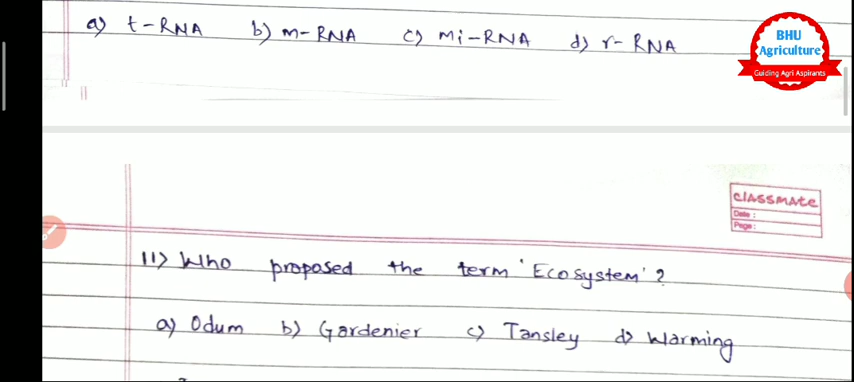 a) t-RNA b) m-RNA c) Mi-RNA d) r-RNA
BHU
Agriculture
Guiding Agri Aspirants
CLASSMATE
Date :
Page :
11) Who proposed the term 'Ecosystem'?
a) Odum b) Gardenier c) Tansley d) Warming